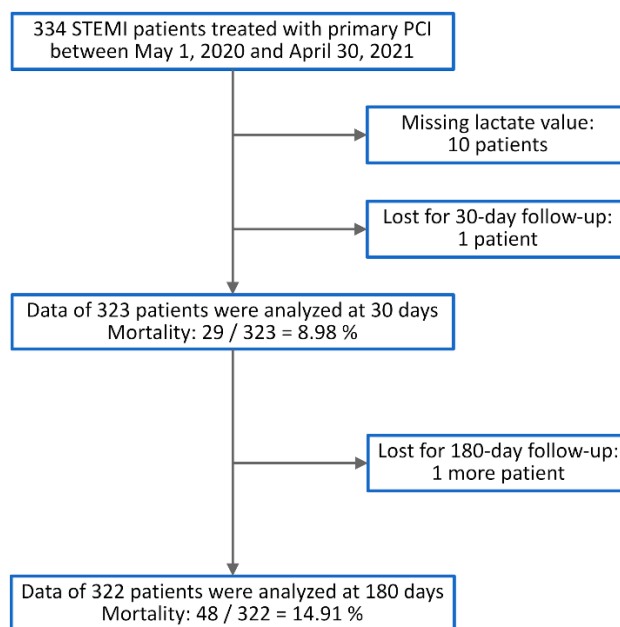 334 STEMI patients treated with primary PCI
between May 1, 2020 and April 30, 2021
Missing lactate value:
10 patients
Lost for 30-day follow-up:
1 patient
Data of 323 patients were analyzed at 30 days
Mortality: 29 / 323 = 8.98 %
Lost for 180-day follow-up:
1 more patient
Data of 322 patients were analyzed at 180 days
Mortality: 48 / 322 = 14.91 %